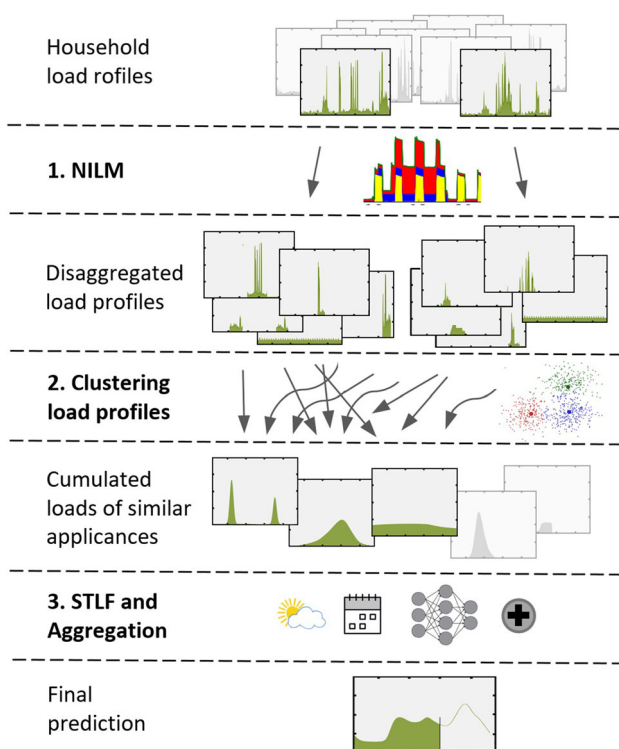 Household
load rofiles
1. NILM
Disaggregated
load profiles
2. Clustering
load profiles
Cumulated
loads of similar
applicances
3. STLF and
Aggregation
Final
prediction